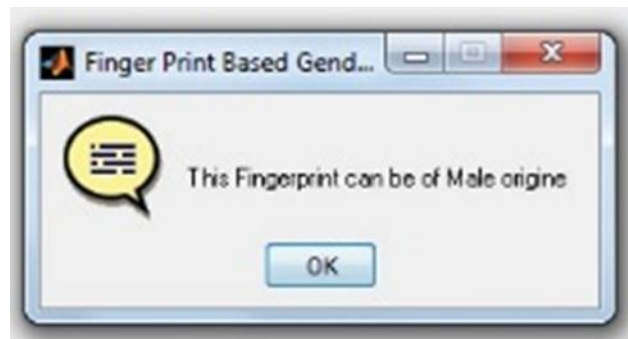 Finger Print Based Gend...
This Fingerprint can be of Male origine
OK